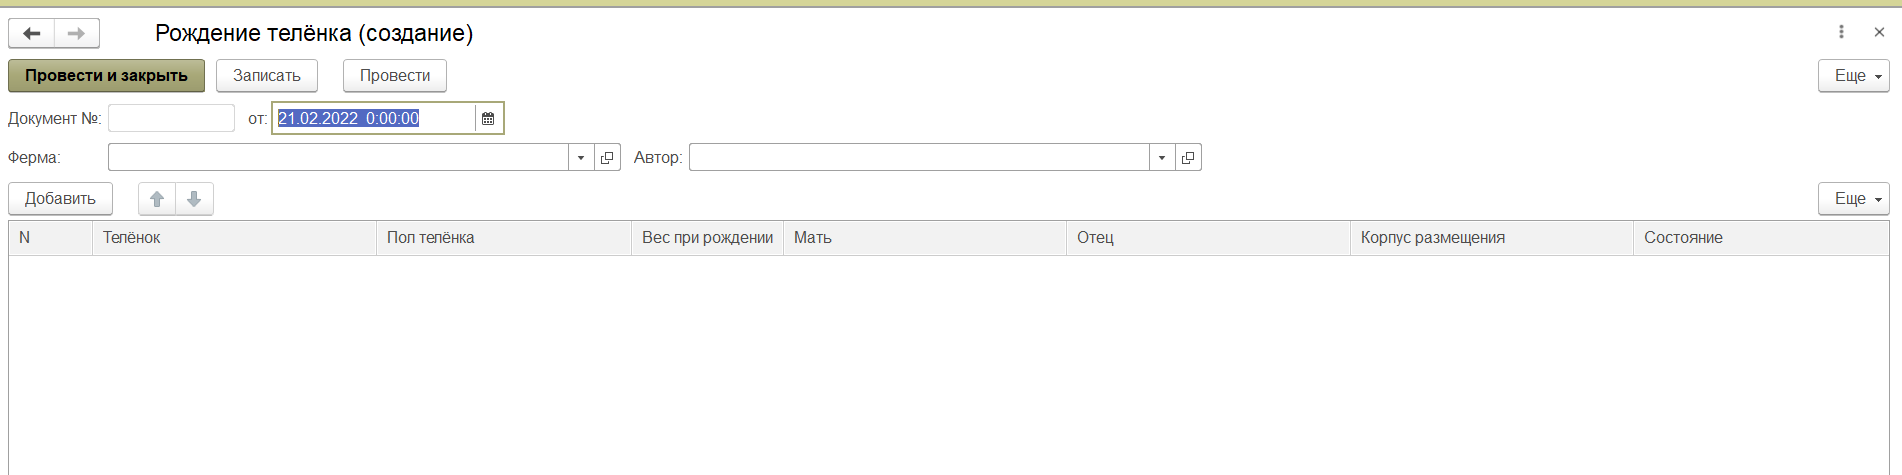 Рождение телёнка (создание)
Провести и закрыть Записать Провести Еще
Документ №: от: 21.02.2022 0:00:00
Ферма: Автор:
Добавить Еще
N Телёнок Пол телёнка Вес при рождении Мать Отец Корпус размещения Состояние